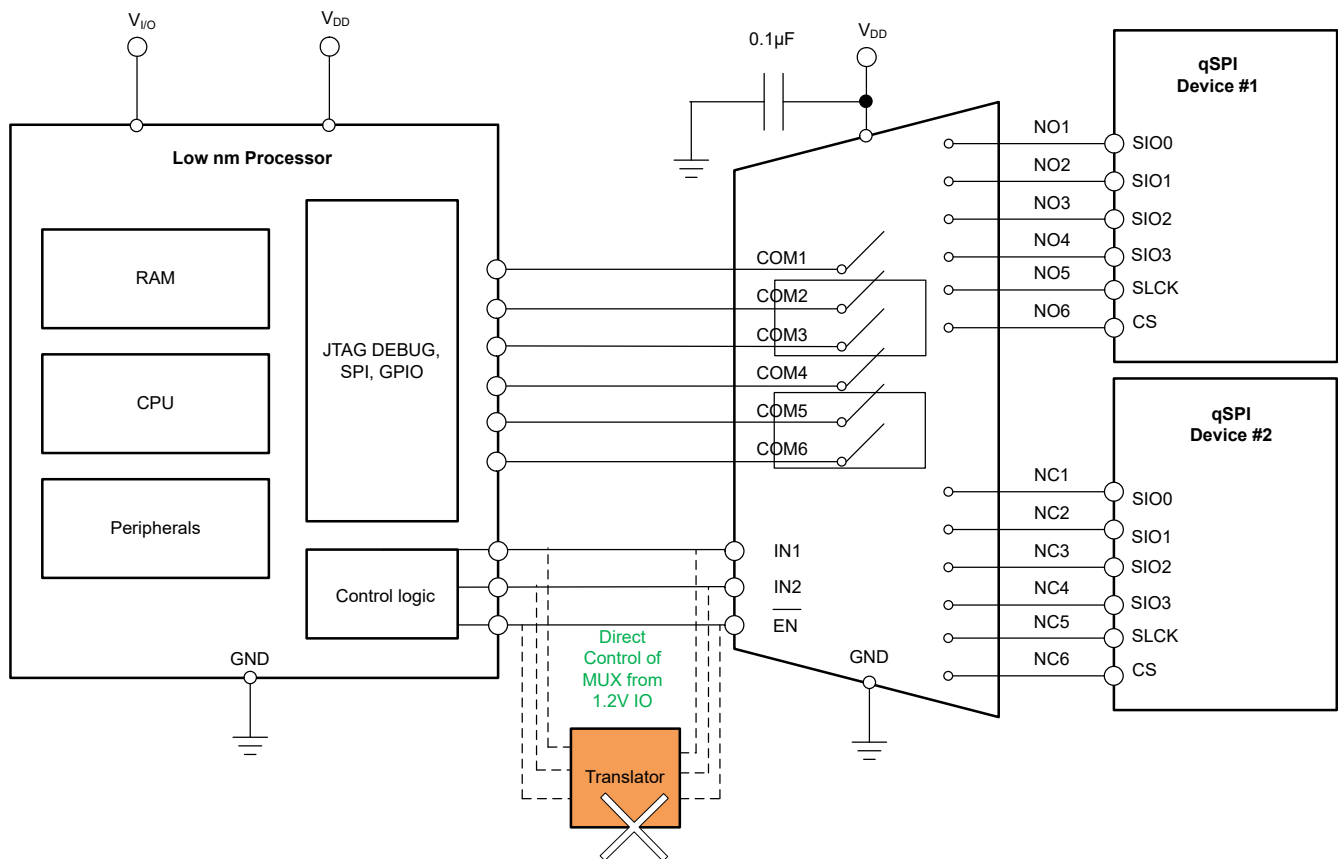 V_I/O
V_DD
Low nm Processor
RAM
CPU
Peripherals
JTAG DEBUG,
SPI, GPIO
Control logic
GND
0.1µF
V_DD
COM1
COM2
COM3
COM4
COM5
COM6
IN1
IN2
E̅N̅
GND
Direct
Control of
MUX from
1.2V IO
Translator
NO1
NO2
NO3
NO4
NO5
NO6
qSPI
Device #1
SIO0
SIO1
SIO2
SIO3
SLCK
CS
NC1
NC2
NC3
NC4
NC5
NC6
qSPI
Device #2
SIO0
SIO1
SIO2
SIO3
SLCK
CS